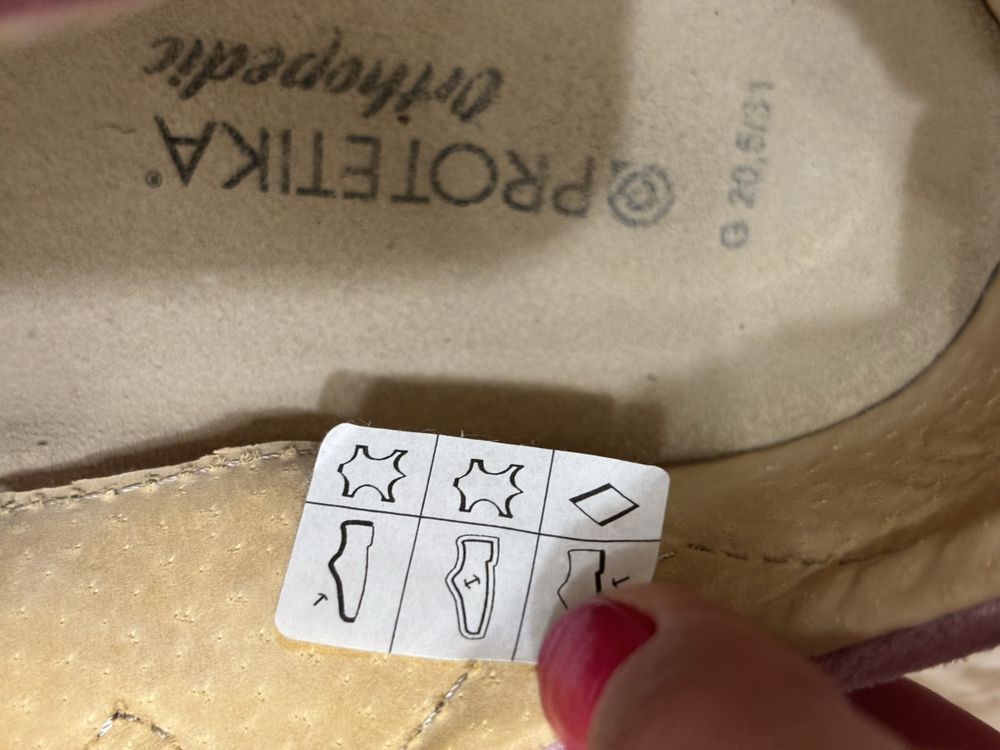 PROTETIKA®
Orthopedic
G 20,5/31